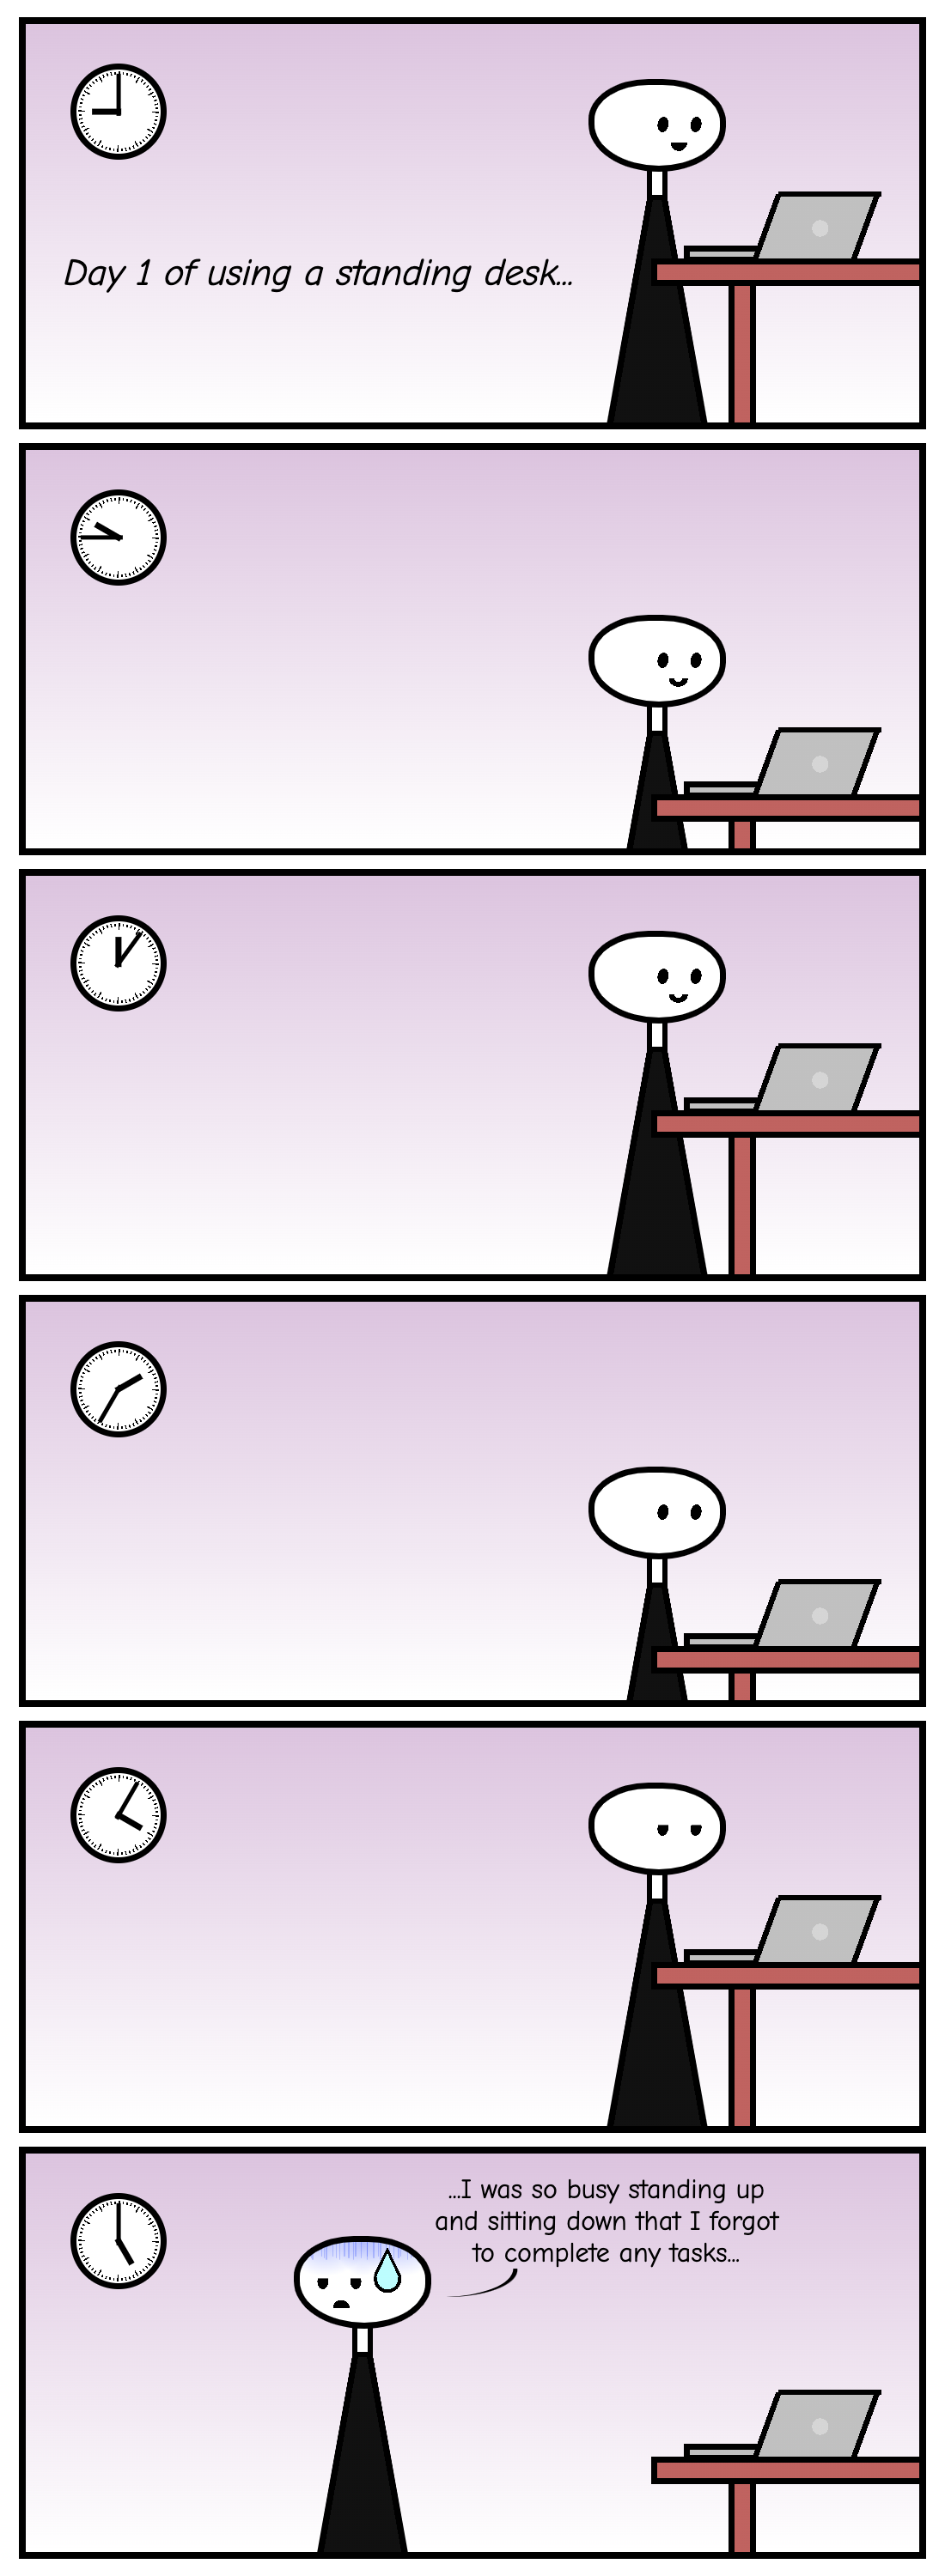 Day 1 of using a standing desk...
...I was so busy standing up
and sitting down that I forgot
to complete any tasks...